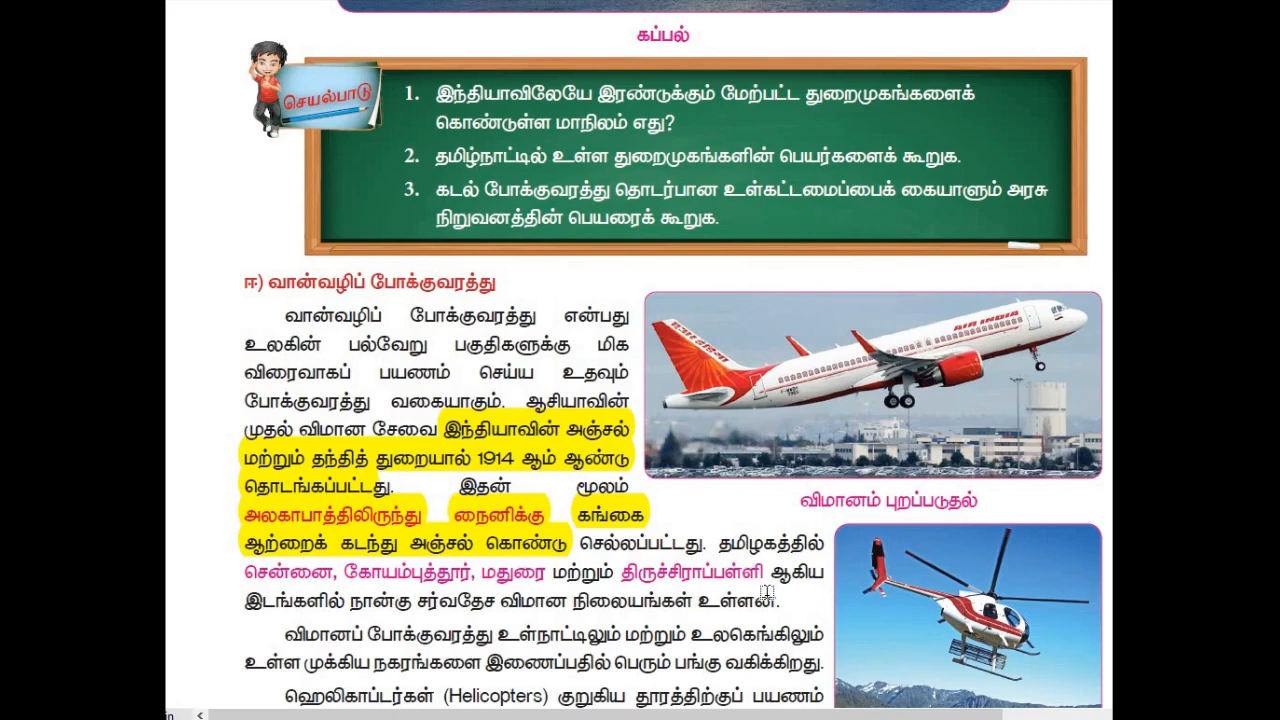 கப்பல்
செயல்பாடு
1. இந்தியாவிலேயே இரண்டுக்கும் மேற்பட்ட துறைமுகங்களைக்
கொண்டுள்ள மாநிலம் எது?
2. தமிழ்நாட்டில் உள்ள துறைமுகங்களின் பெயர்களைக் கூறுக.
3. கடல் போக்குவரத்து தொடர்பான உள்கட்டமைப்பைக் கையாளும் அரசு
நிறுவனத்தின் பெயரைக் கூறுக.
ஈ) வான்வழிப் போக்குவரத்து
வான்வழிப் போக்குவரத்து என்பது
உலகின் பல்வேறு பகுதிகளுக்கு மிக
விரைவாகப் பயணம் செய்ய உதவும்
போக்குவரத்து வகையாகும். ஆசியாவின்
முதல் விமான சேவை இந்தியாவின் அஞ்சல்
மற்றும் தந்தித் துறையால் 1914 ஆம் ஆண்டு
தொடங்கப்பட்டது. இதன் மூலம்
அலகாபாத்திலிருந்து நைனிக்கு கங்கை
ஆற்றைக் கடந்து அஞ்சல் கொண்டு செல்லப்பட்டது. தமிழகத்தில்
சென்னை, கோயம்புத்தூர், மதுரை மற்றும் திருச்சிராப்பள்ளி ஆகிய
இடங்களில் நான்கு சர்வதேச விமான நிலையங்கள் உள்ளன.
விமானப் போக்குவரத்து உள்நாட்டிலும் மற்றும் உலகெங்கிலும்
உள்ள முக்கிய நகரங்களை இணைப்பதில் பெரும் பங்கு வகிக்கிறது.
ஹெலிகாப்டர்கள் (Helicopters) குறுகிய தூரத்திற்குப் பயணம்
AIR INDIA
விமானம் புறப்படுதல்